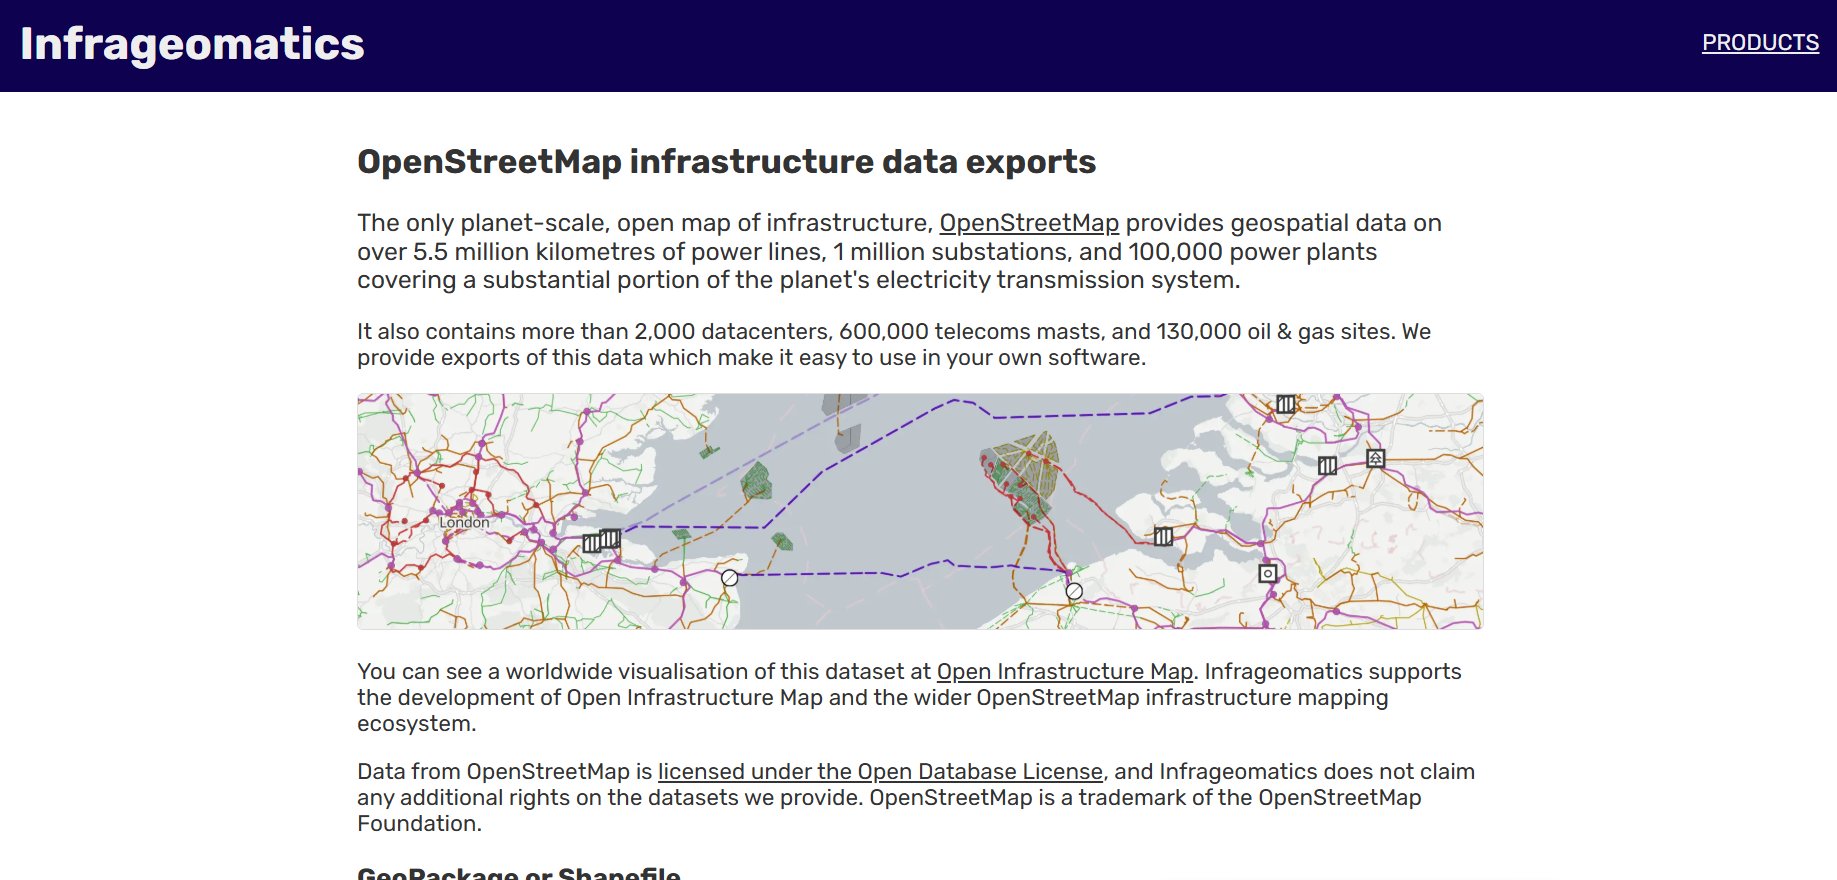 Infrageomatics
PRODUCTS
OpenStreetMap infrastructure data exports
The only planet-scale, open map of infrastructure, OpenStreetMap provides geospatial data on
over 5.5 million kilometres of power lines, 1 million substations, and 100,000 power plants
covering a substantial portion of the planet's electricity transmission system.
It also contains more than 2,000 datacenters, 600,000 telecoms masts, and 130,000 oil & gas sites. We
provide exports of this data which make it easy to use in your own software.
London
You can see a worldwide visualisation of this dataset at Open Infrastructure Map. Infrageomatics supports
the development of Open Infrastructure Map and the wider OpenStreetMap infrastructure mapping
ecosystem.
Data from OpenStreetMap is licensed under the Open Database License, and Infrageomatics does not claim
any additional rights on the datasets we provide. OpenStreetMap is a trademark of the OpenStreetMap
Foundation.
GeoPackage or Shapefile